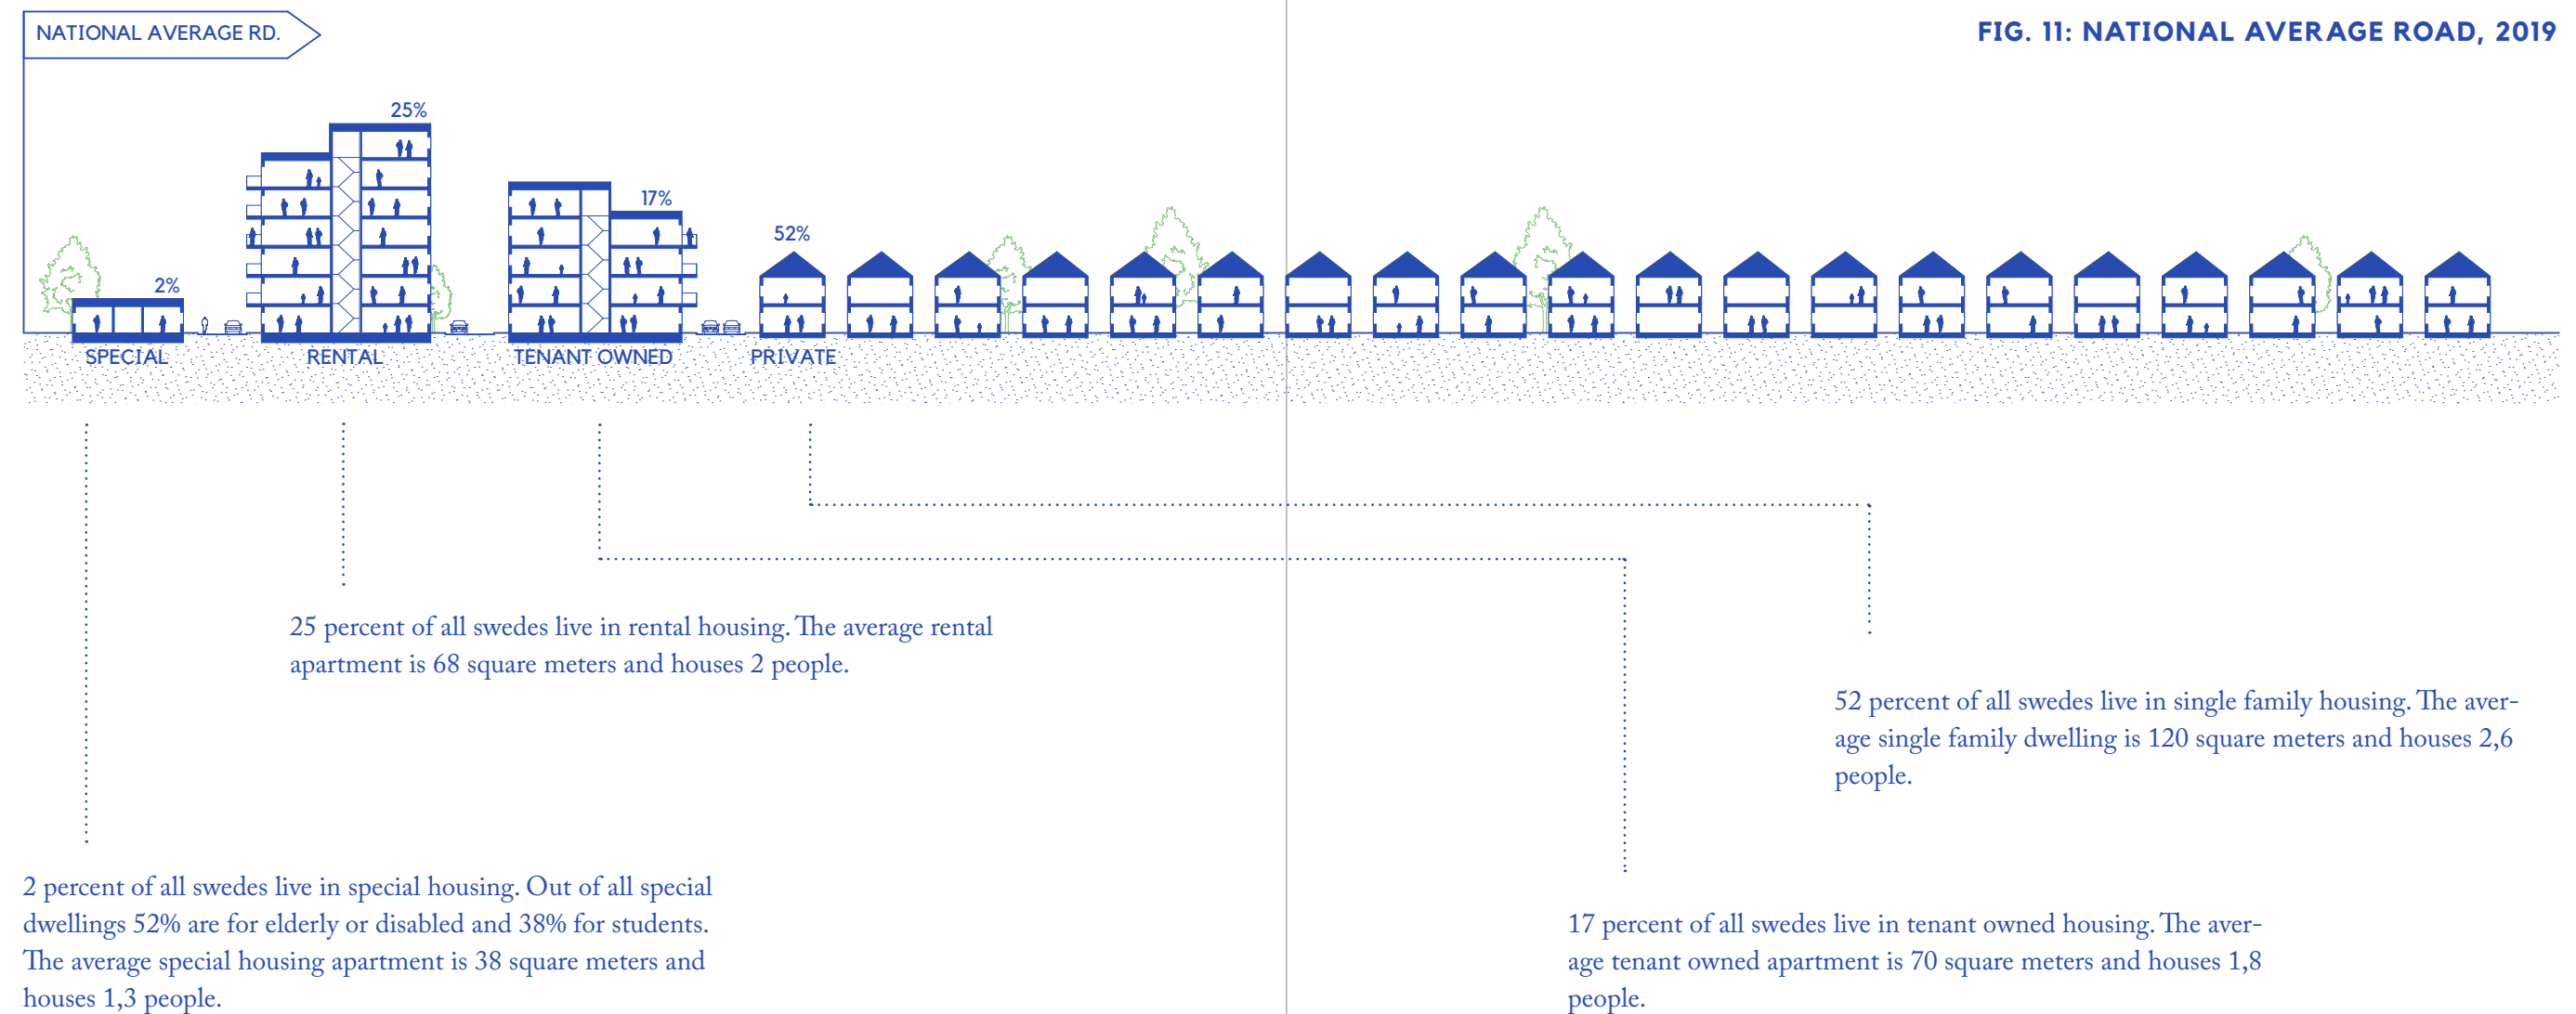 NATIONAL AVERAGE RD.
FIG. 11: NATIONAL AVERAGE ROAD, 2019
25%
17%
52%
2%
SPECIAL
RENTAL
TENANT OWNED
PRIVATE
25 percent of all swedes live in rental housing. The average rental
apartment is 68 square meters and houses 2 people.
52 percent of all swedes live in single family housing. The aver-
age single family dwelling is 120 square meters and houses 2,6
people.
2 percent of all swedes live in special housing. Out of all special
dwellings 52% are for elderly or disabled and 38% for students.
The average special housing apartment is 38 square meters and
houses 1,3 people.
17 percent of all swedes live in tenant owned housing. The aver-
age tenant owned apartment is 70 square meters and houses 1,8
people.